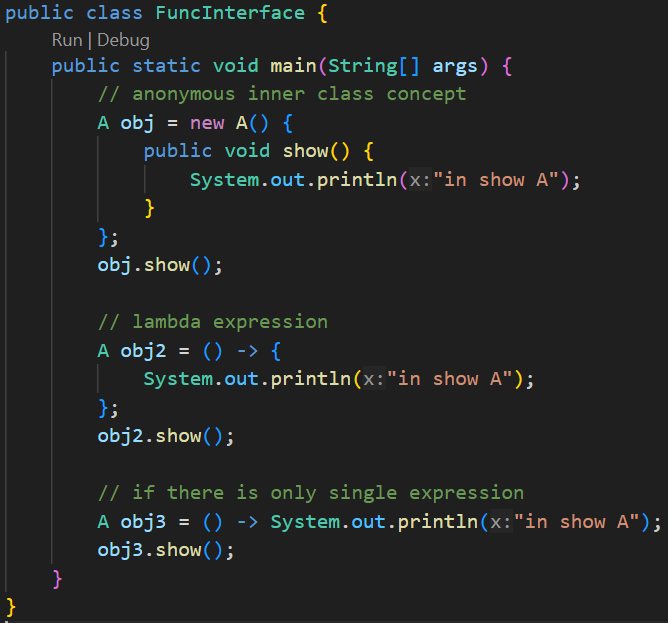 public class FuncInterface {
Run | Debug
public static void main(String[] args) {
// anonymous inner class concept
A obj = new A() {
public void show() {
System.out.println(x:"in show A");
}
};
obj.show();
// lambda expression
A obj2 = () -> {
System.out.println(x:"in show A");
};
obj2.show();
// if there is only single expression
A obj3 = () -> System.out.println(x:"in show A");
obj3.show();
}
}